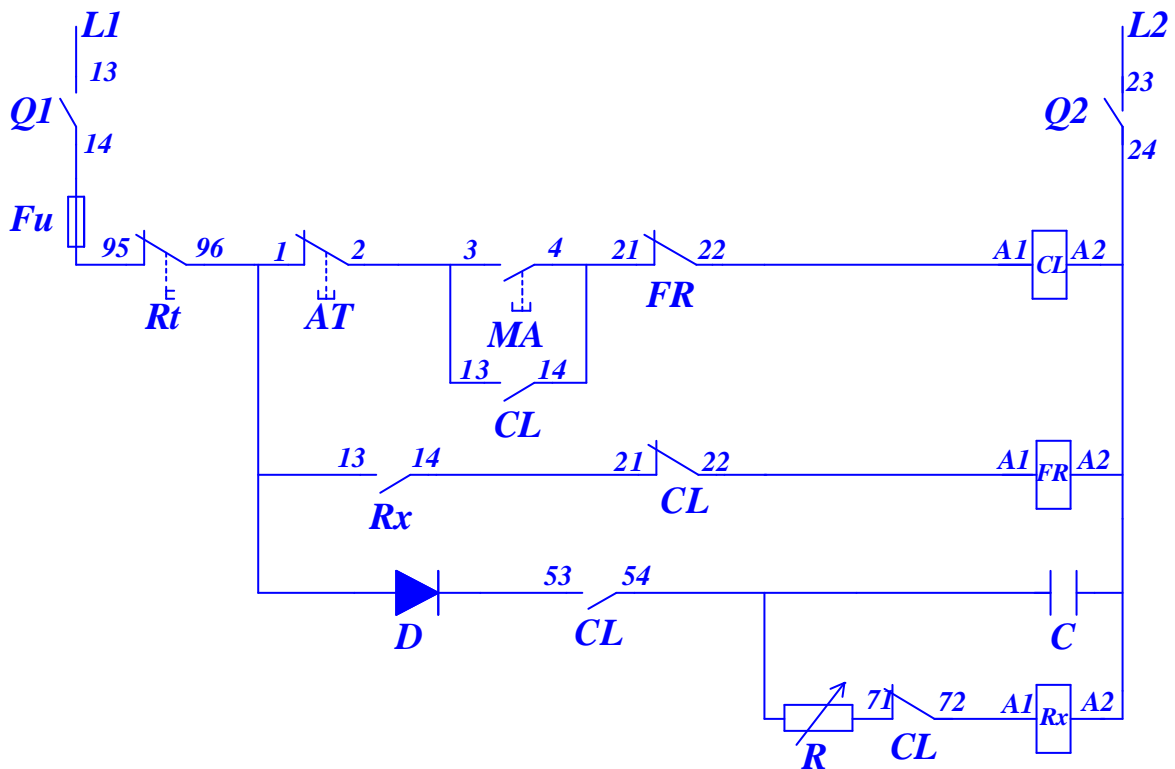 L1 L2
13 23
Q1 Q2
14 24
Fu
95 96 1 2 3 4 21 22 A1 CL A2
Rt AT MA FR
13 14
CL
13 14 21 22 A1 FR A2
Rx CL
53 54
D CL C
71 72 A1 Rx A2
R CL